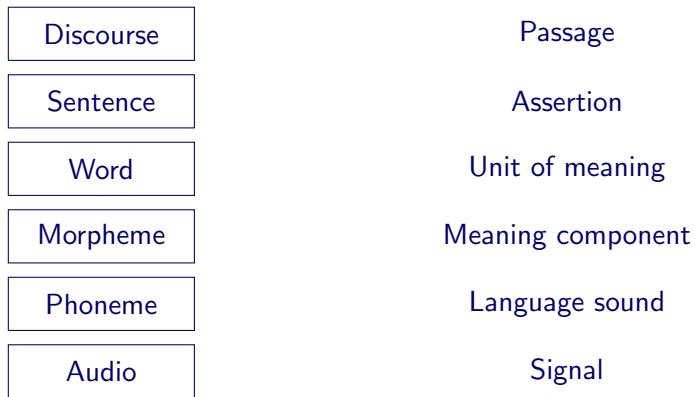 Discourse Passage
Sentence Assertion
Word Unit of meaning
Morpheme Meaning component
Phoneme Language sound
Audio Signal